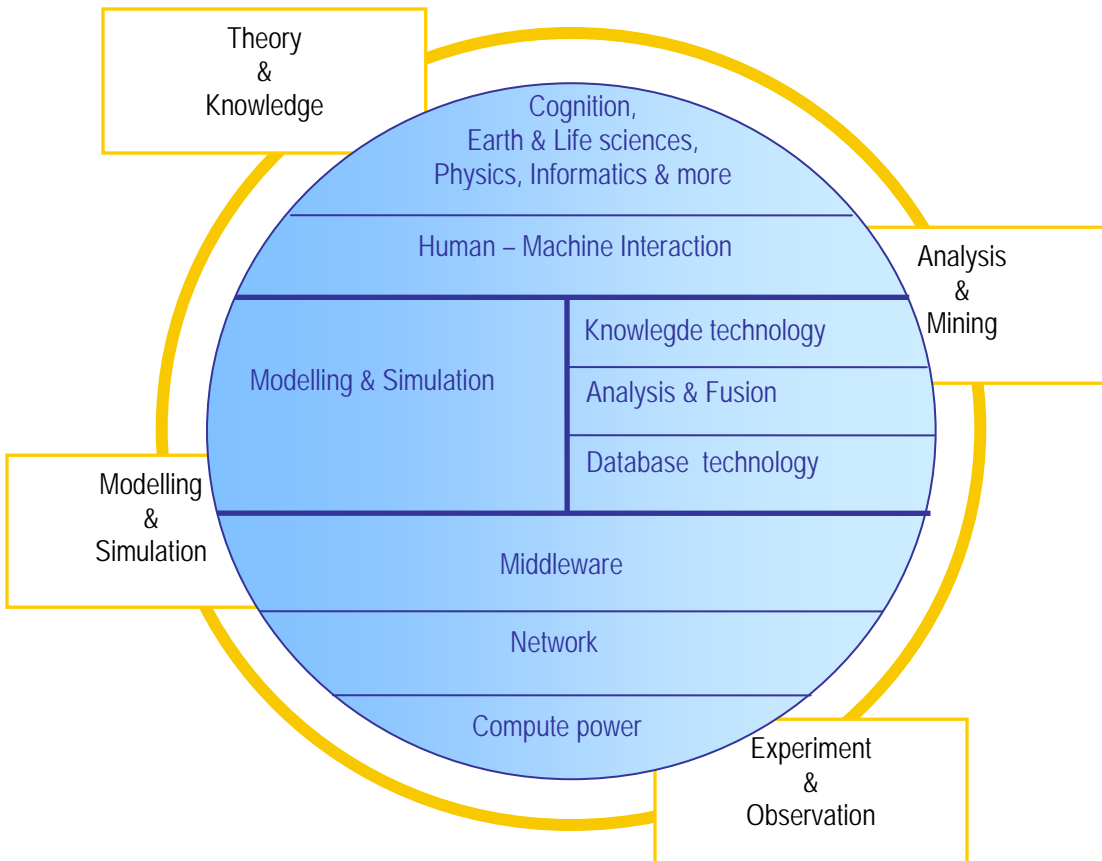 Theory
&
Knowledge
Cognition,
Earth & Life sciences,
Physics, Informatics & more
Human – Machine Interaction
Analysis
&
Mining
Modelling & Simulation
Knowlegde technology
Analysis & Fusion
Database technology
Modelling
&
Simulation
Middleware
Network
Compute power
Experiment
&
Observation